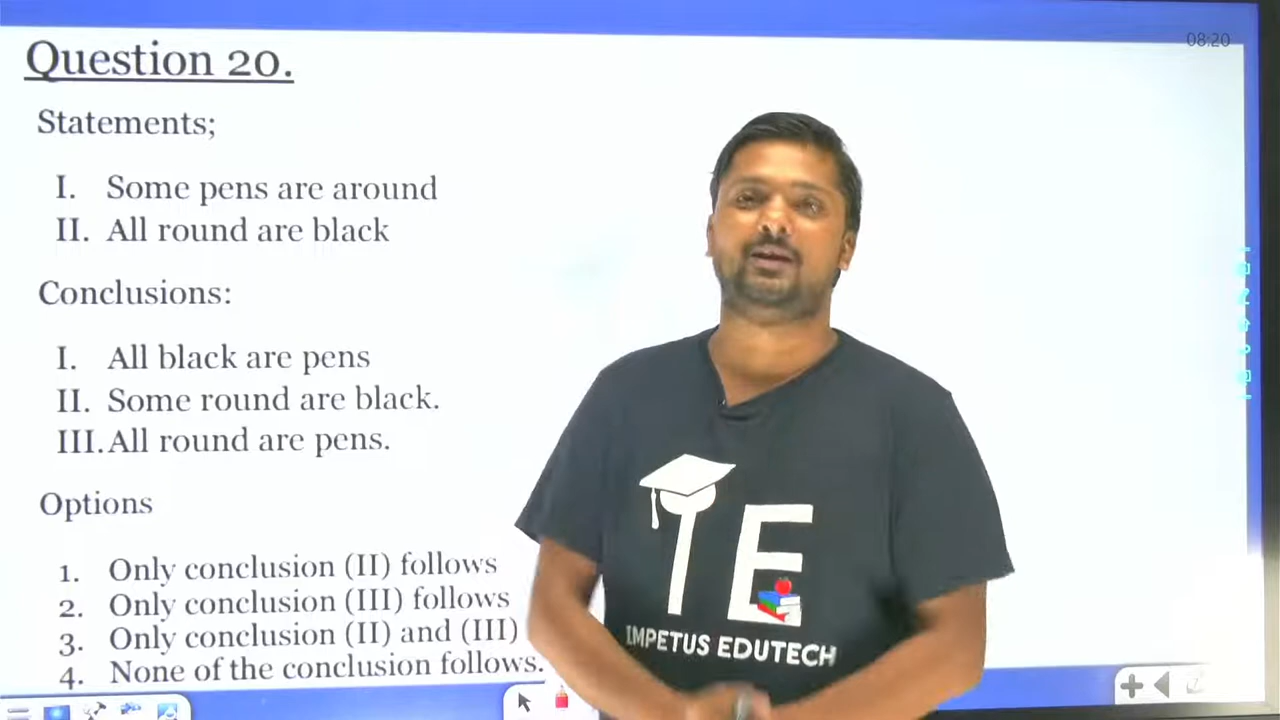 08:20
Question 20.
Statements;
I. Some pens are around
II. All round are black
Conclusions:
I. All black are pens
II. Some round are black.
III. All round are pens.
Options
1. Only conclusion (II) follows
2. Only conclusion (III) follows
3. Only conclusion (II) and (III)
4. None of the conclusion follows.
IE
IMPETUS EDUTECH